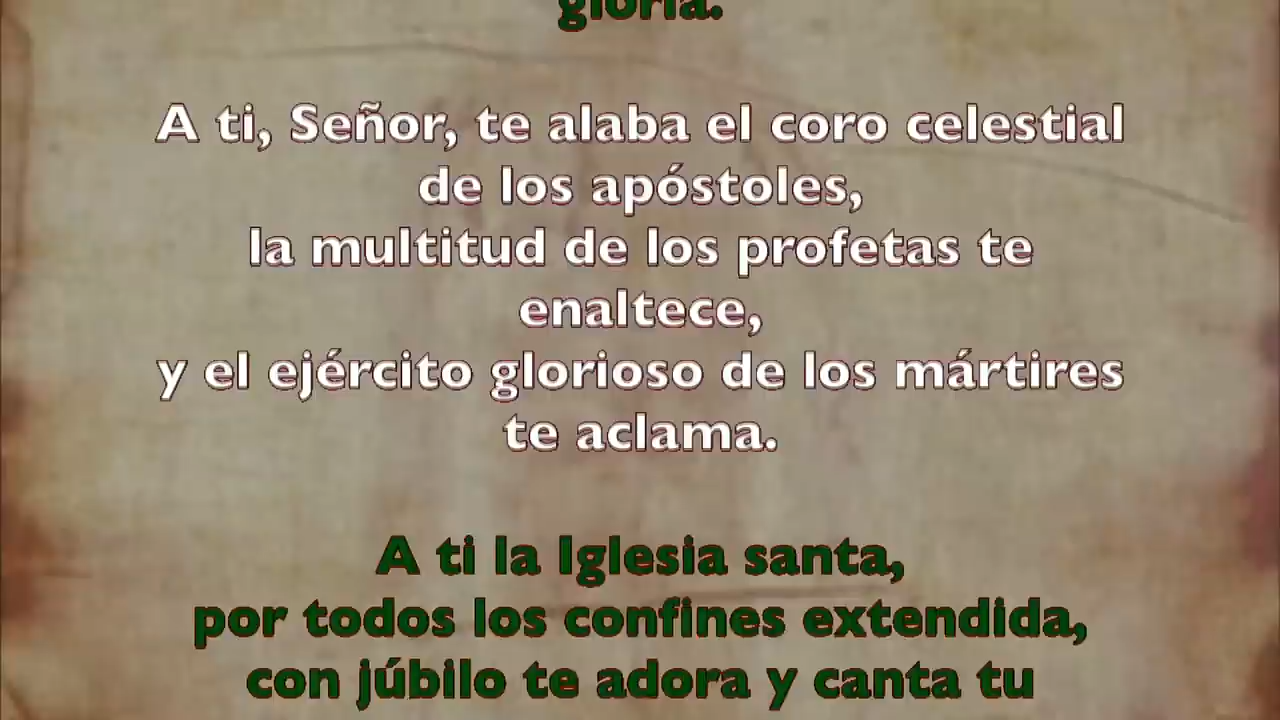 gloria.
A ti, Señor, te alaba el coro celestial
de los apóstoles,
la multitud de los profetas te
enaltece,
y el ejército glorioso de los mártires
te aclama.
A ti la Iglesia santa,
por todos los confines extendida,
con júbilo te adora y canta tu